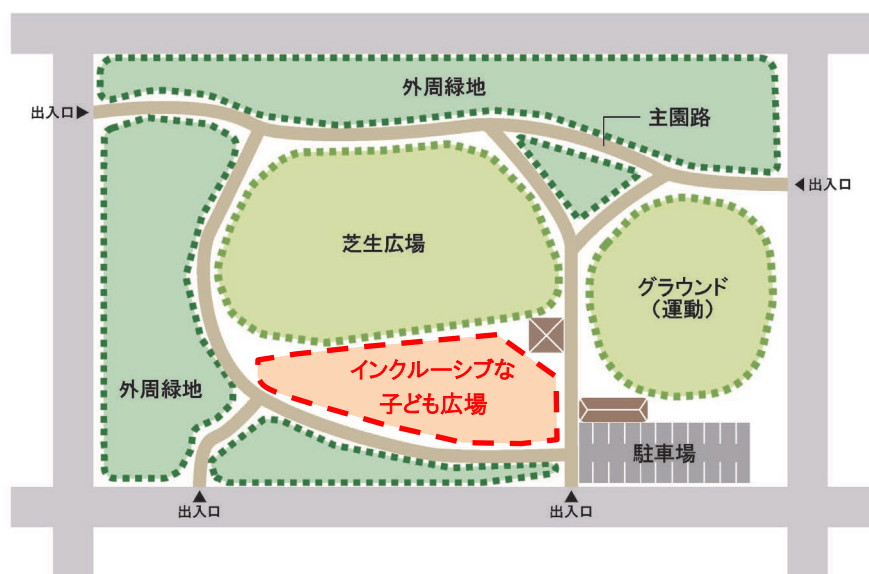 外周緑地
出入口
主園路
出入口
芝生広場
グラウンド
（運動）
インクルーシブな
子ども広場
外周緑地
駐車場
出入口
出入口